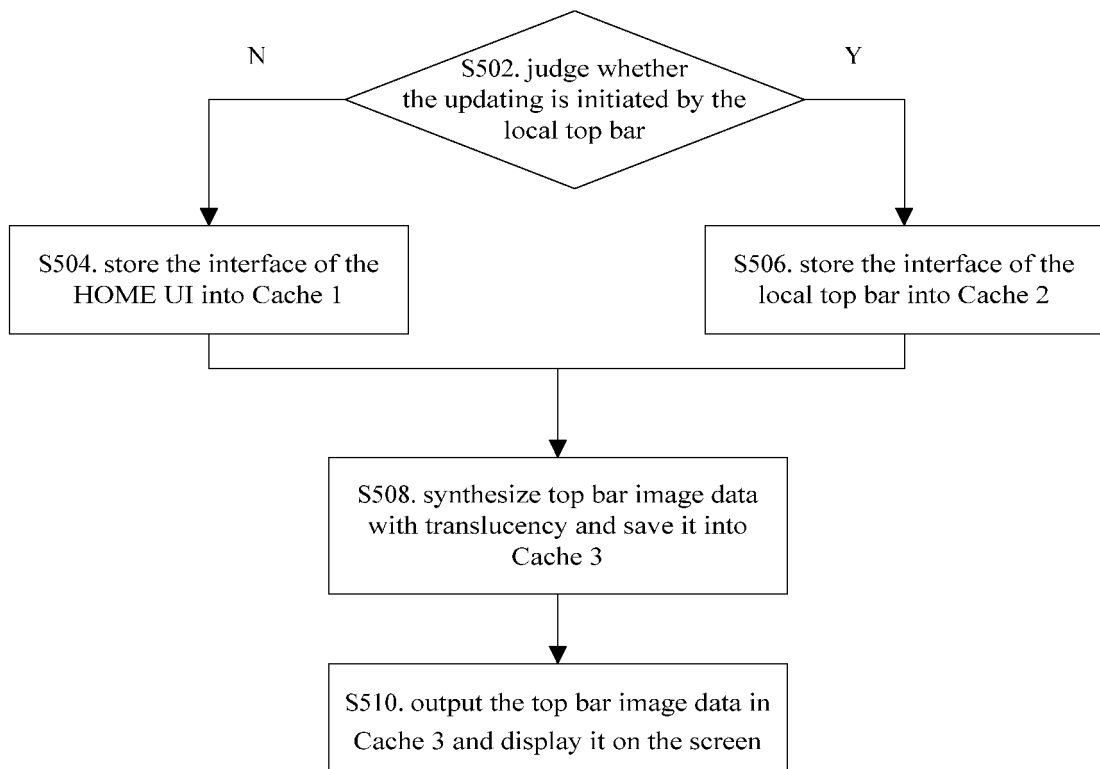 N
Y
S502. judge whether
the updating is initiated by the
local top bar
S504. store the interface of the
HOME UI into Cache 1
S506. store the interface of the
local top bar into Cache 2
S508. synthesize top bar image data
with translucency and save it into
Cache 3
S510. output the top bar image data in
Cache 3 and display it on the screen